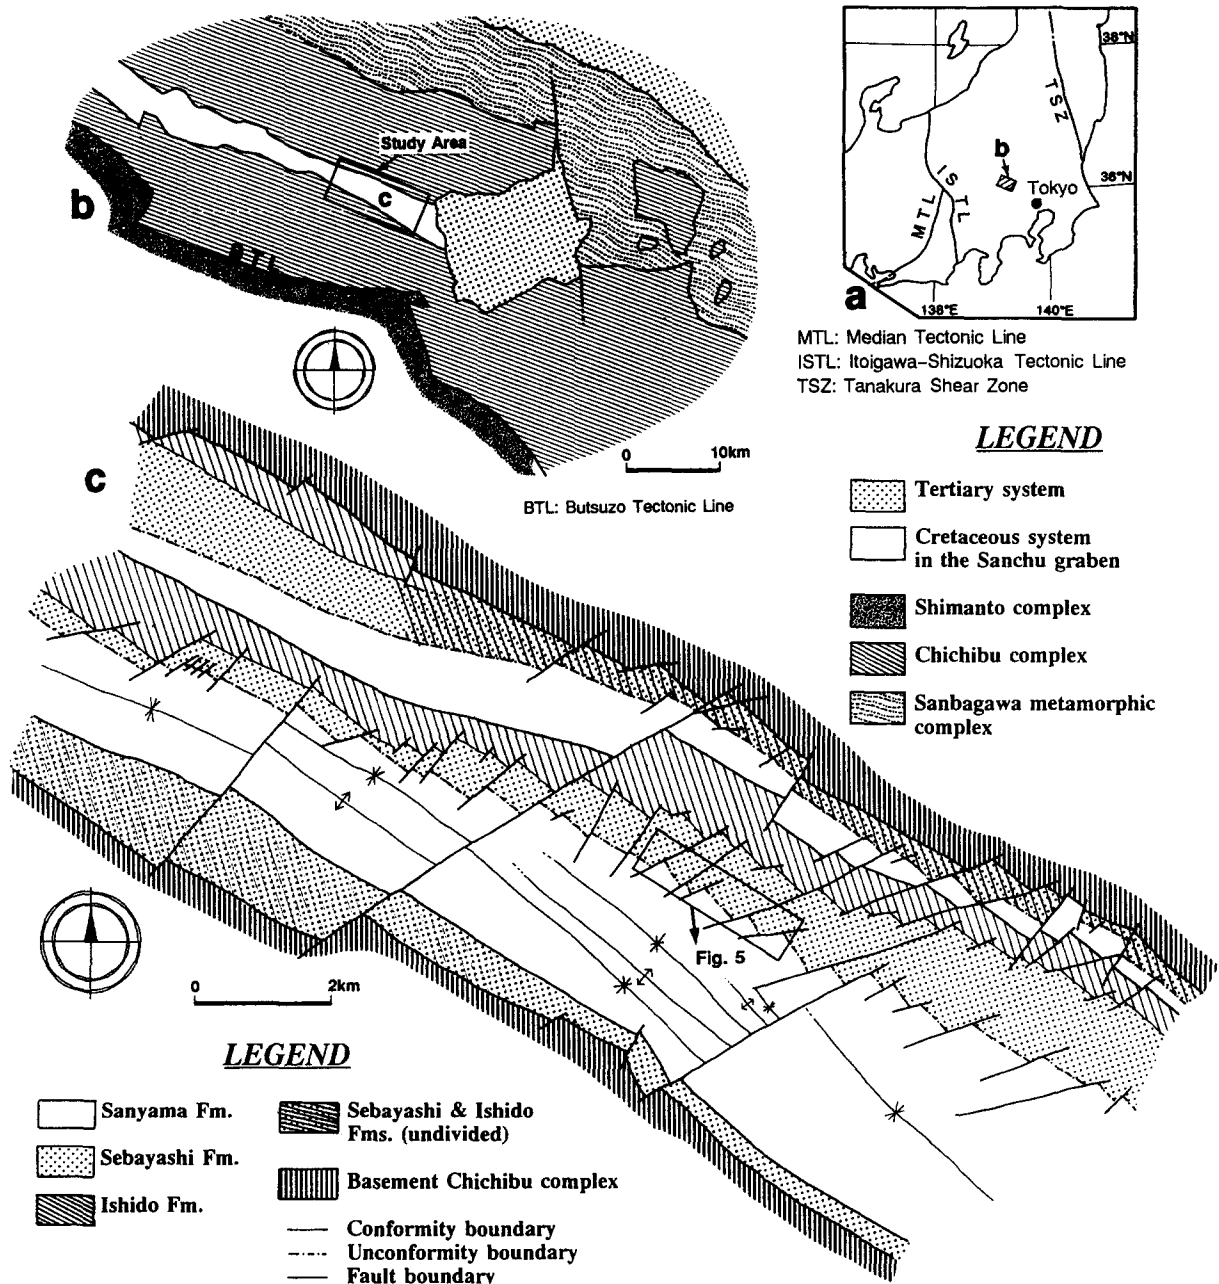 Study Area
c
b
BTL
0 10km
BTL: Butsuzo Tectonic Line
38°N
TSZ
b
36°N
Tokyo
ISTL
MTL
a
138°E 140°E
MTL: Median Tectonic Line
ISTL: Itoigawa-Shizuoka Tectonic Line
TSZ: Tanakura Shear Zone
LEGEND
Tertiary system
Cretaceous system
in the Sanchu graben
Shimanto complex
Chichibu complex
Sanbagawa metamorphic
complex
c
Fig. 5
0 2km
LEGEND
Sanyama Fm.
Sebayashi Fm.
Ishido Fm.
Sebayashi & Ishido
Fms. (undivided)
Basement Chichibu complex
Conformity boundary
Unconformity boundary
Fault boundary